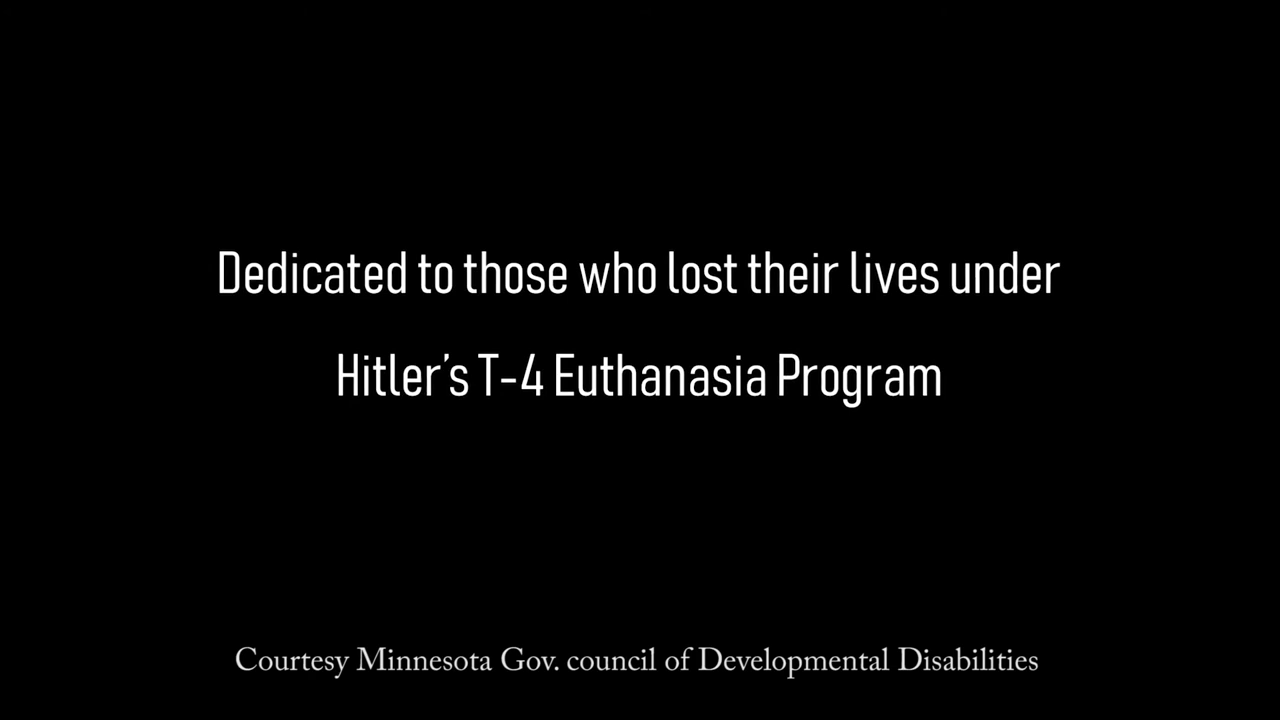 Dedicated to those who lost their lives under
Hitler’s T-4 Euthanasia Program
Courtesy Minnesota Gov. council of Developmental Disabilities